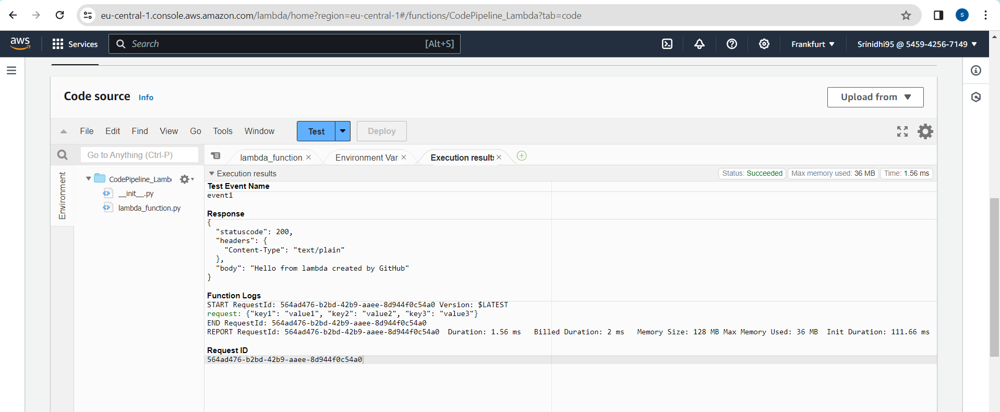 eu-central-1.console.aws.amazon.com/lambda/home?region=eu-central-1#/functions/CodePipeline_Lambda?tab=code
S
aws Services Search [Alt+S] Frankfurt Srinidhi95 @ 5459-4256-7149
Code source Info Upload from
File Edit Find View Go Tools Window Test Deploy
Go to Anything (Ctrl-P) lambda_function. Environment Var Execution results
Execution results Status: Succeeded Max memory used: 36 MB Time: 1.56 ms
Environment
CodePipeline_Lamb
__init__.py
lambda_function.py
Test Event Name
event1
Response
{
"statuscode": 200,
"headers": {
"Content-Type": "text/plain"
},
"body": "Hello from lambda created by GitHub"
}
Function Logs
START RequestId: 564ad476-b2bd-42b9-aaee-8d944f0c54a0 Version: $LATEST
request: {"key1": "value1", "key2": "value2", "key3": "value3"}
END RequestId: 564ad476-b2bd-42b9-aaee-8d944f0c54a0
REPORT RequestId: 564ad476-b2bd-42b9-aaee-8d944f0c54a0 Duration: 1.56 ms Billed Duration: 2 ms Memory Size: 128 MB Max Memory Used: 36 MB Init Duration: 111.66 ms
Request ID
564ad476-b2bd-42b9-aaee-8d944f0c54a0